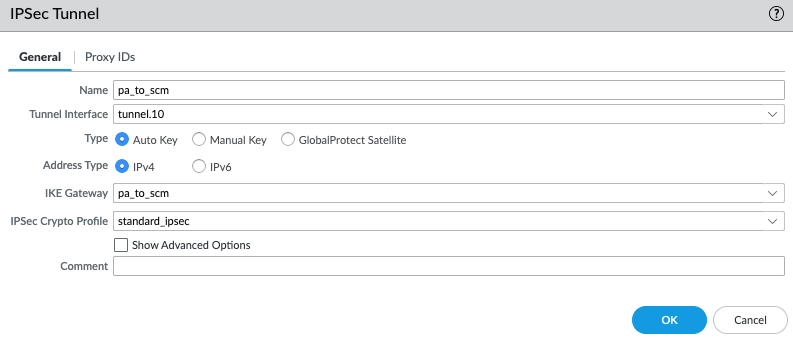 IPSec Tunnel ?
General Proxy IDs
Name pa_to_scm
Tunnel Interface tunnel.10
Type Auto Key Manual Key GlobalProtect Satellite
Address Type IPv4 IPv6
IKE Gateway pa_to_scm
IPSec Crypto Profile standard_ipsec
Show Advanced Options
Comment
OK Cancel